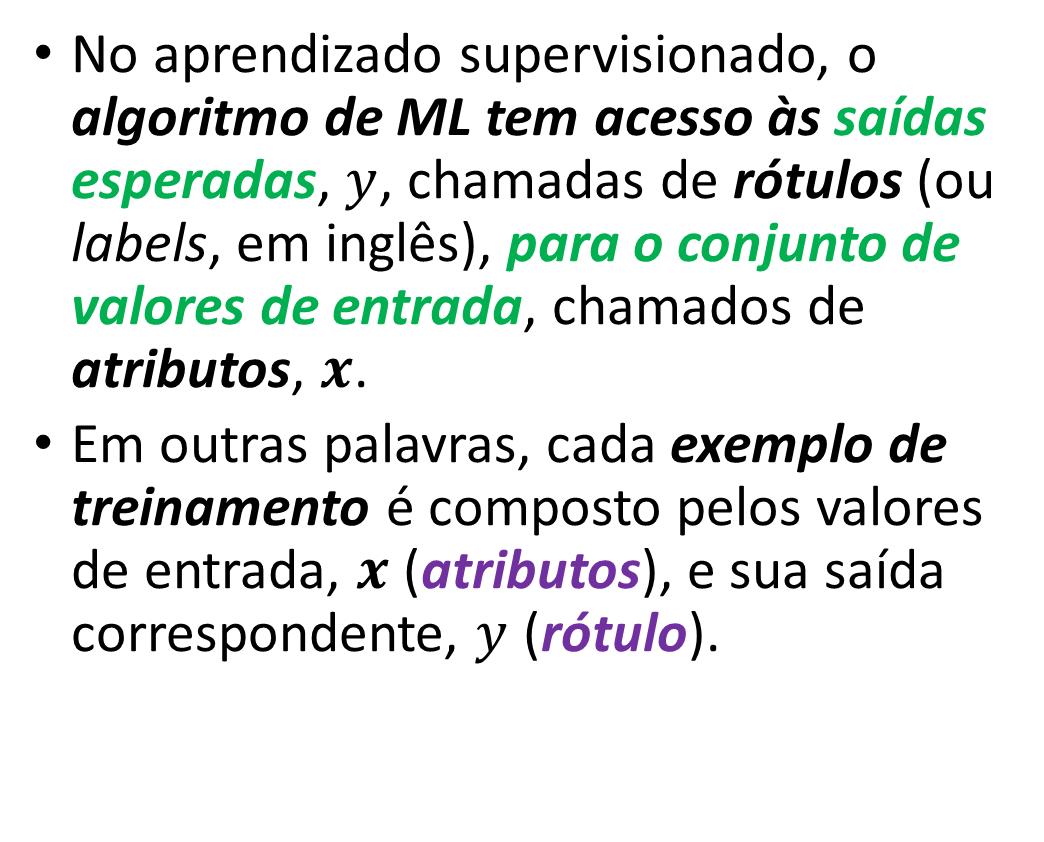 • No aprendizado supervisionado, o
algoritmo de ML tem acesso às saídas
esperadas, y, chamadas de rótulos (ou
labels, em inglês), para o conjunto de
valores de entrada, chamados de
atributos, x.
• Em outras palavras, cada exemplo de
treinamento é composto pelos valores
de entrada, x (atributos), e sua saída
correspondente, y (rótulo).